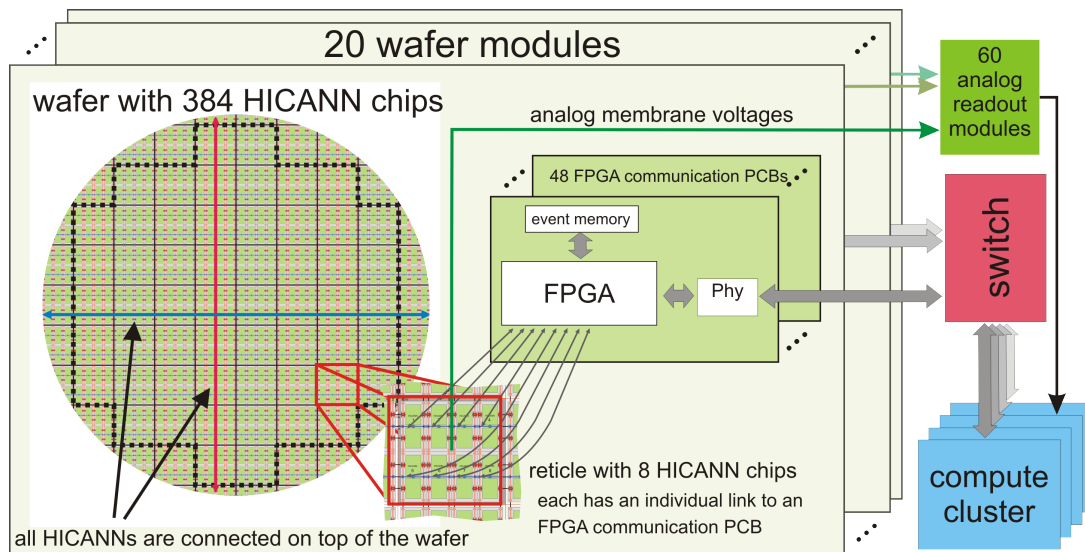 20 wafer modules
wafer with 384 HICANN chips
60
analog
readout
modules
analog membrane voltages
48 FPGA communication PCBs
event memory
FPGA
Phy
switch
reticle with 8 HICANN chips
each has an individual link to an
FPGA communication PCB
compute
cluster
all HICANNs are connected on top of the wafer